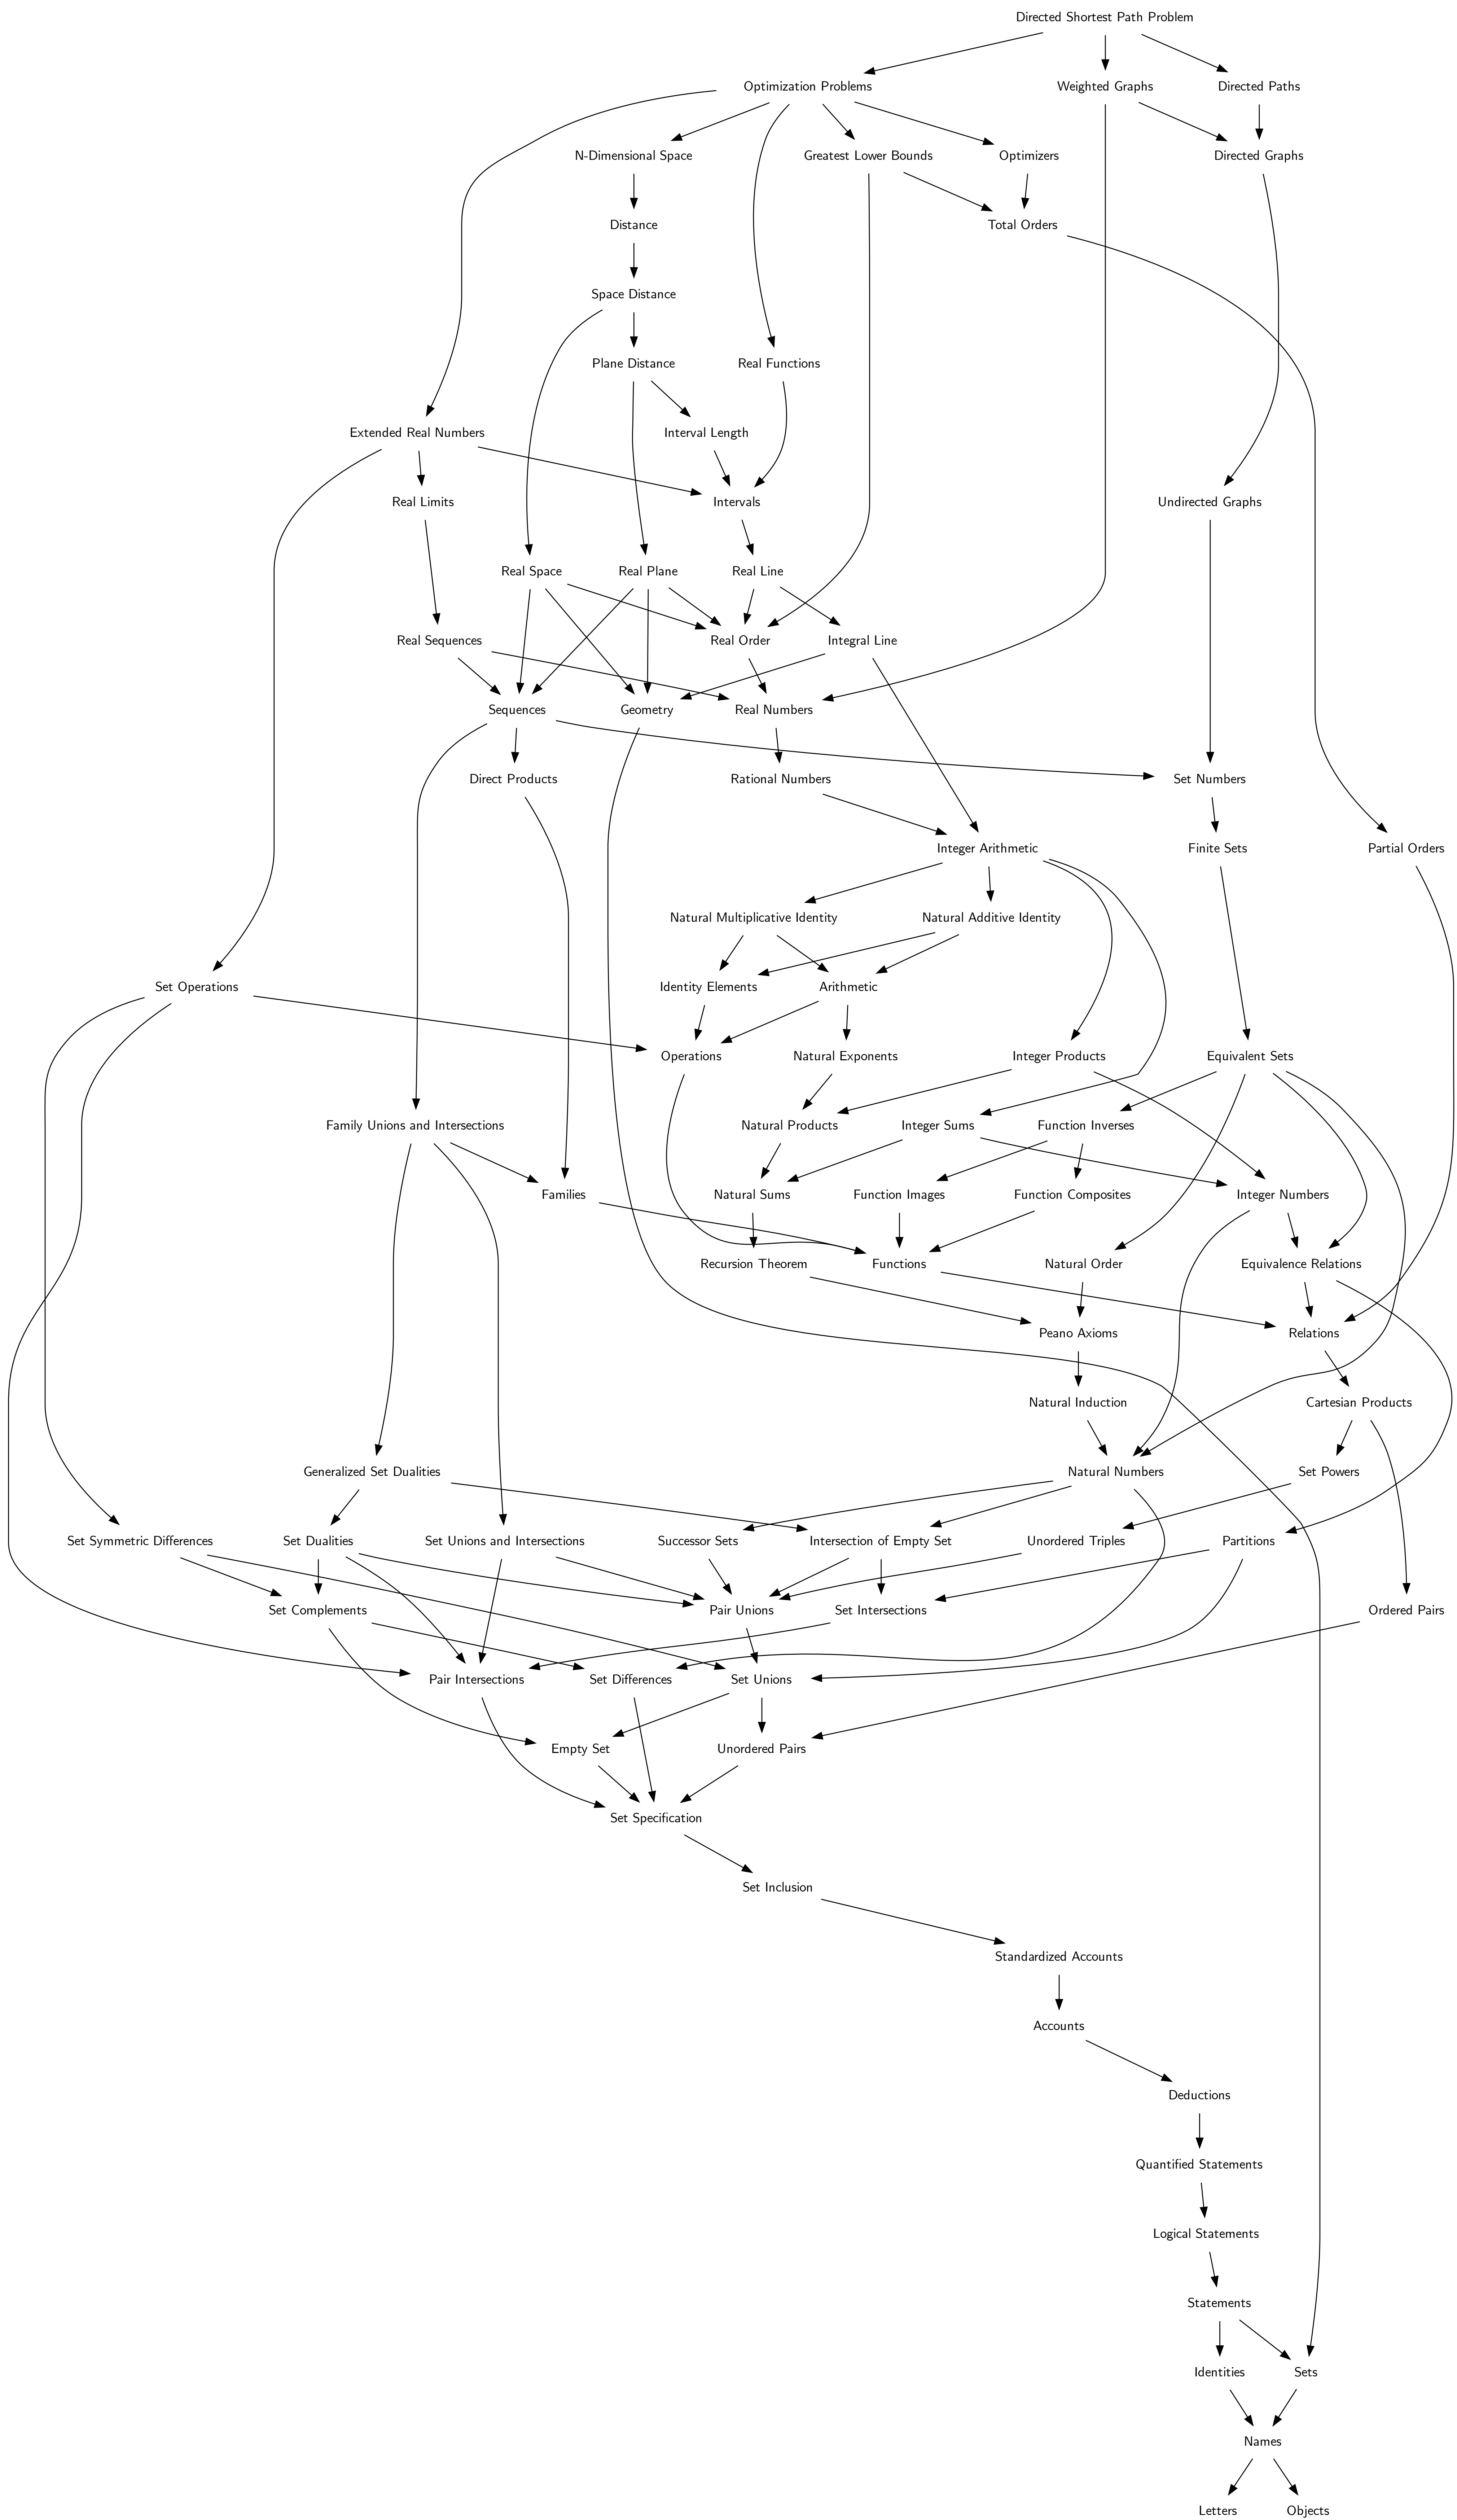 Directed Shortest Path Problem
Optimization Problems
Weighted Graphs
Directed Paths
N-Dimensional Space
Greatest Lower Bounds
Optimizers
Directed Graphs
Distance
Total Orders
Space Distance
Plane Distance
Real Functions
Extended Real Numbers
Interval Length
Real Limits
Intervals
Undirected Graphs
Real Space
Real Plane
Real Line
Real Sequences
Real Order
Integral Line
Sequences
Geometry
Real Numbers
Direct Products
Rational Numbers
Set Numbers
Integer Arithmetic
Finite Sets
Partial Orders
Natural Multiplicative Identity
Natural Additive Identity
Set Operations
Identity Elements
Arithmetic
Operations
Natural Exponents
Integer Products
Equivalent Sets
Family Unions and Intersections
Natural Products
Integer Sums
Function Inverses
Families
Natural Sums
Function Images
Function Composites
Integer Numbers
Recursion Theorem
Functions
Natural Order
Equivalence Relations
Peano Axioms
Relations
Natural Induction
Cartesian Products
Generalized Set Dualities
Natural Numbers
Set Powers
Set Symmetric Differences
Set Dualities
Set Unions and Intersections
Successor Sets
Intersection of Empty Set
Unordered Triples
Partitions
Set Complements
Pair Unions
Set Intersections
Ordered Pairs
Pair Intersections
Set Differences
Set Unions
Empty Set
Unordered Pairs
Set Specification
Set Inclusion
Standardized Accounts
Accounts
Deductions
Quantified Statements
Logical Statements
Statements
Identities
Sets
Names
Letters
Objects